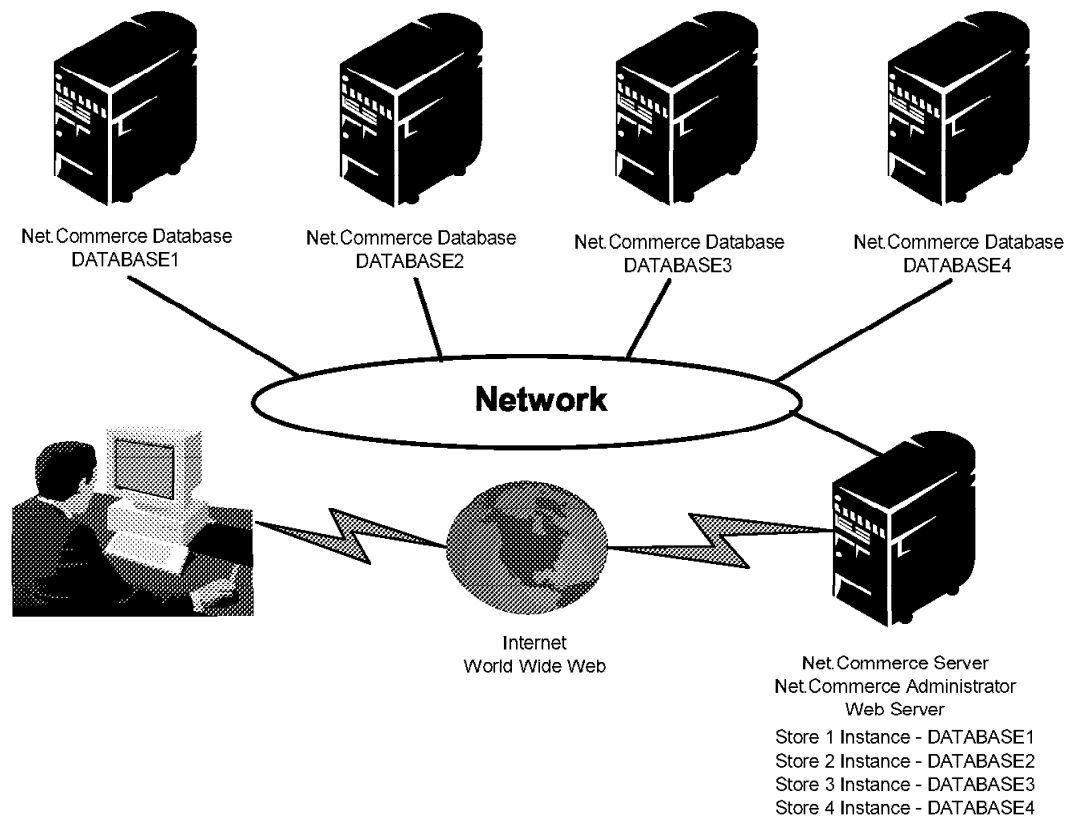 Net.Commerce Database
DATABASE1
Net.Commerce Database
DATABASE2
Net.Commerce Database
DATABASE3
Net.Commerce Database
DATABASE4
Network
Internet
World Wide Web
Net.Commerce Server
Net.Commerce Administrator
Web Server
Store 1 Instance - DATABASE1
Store 2 Instance - DATABASE2
Store 3 Instance - DATABASE3
Store 4 Instance - DATABASE4